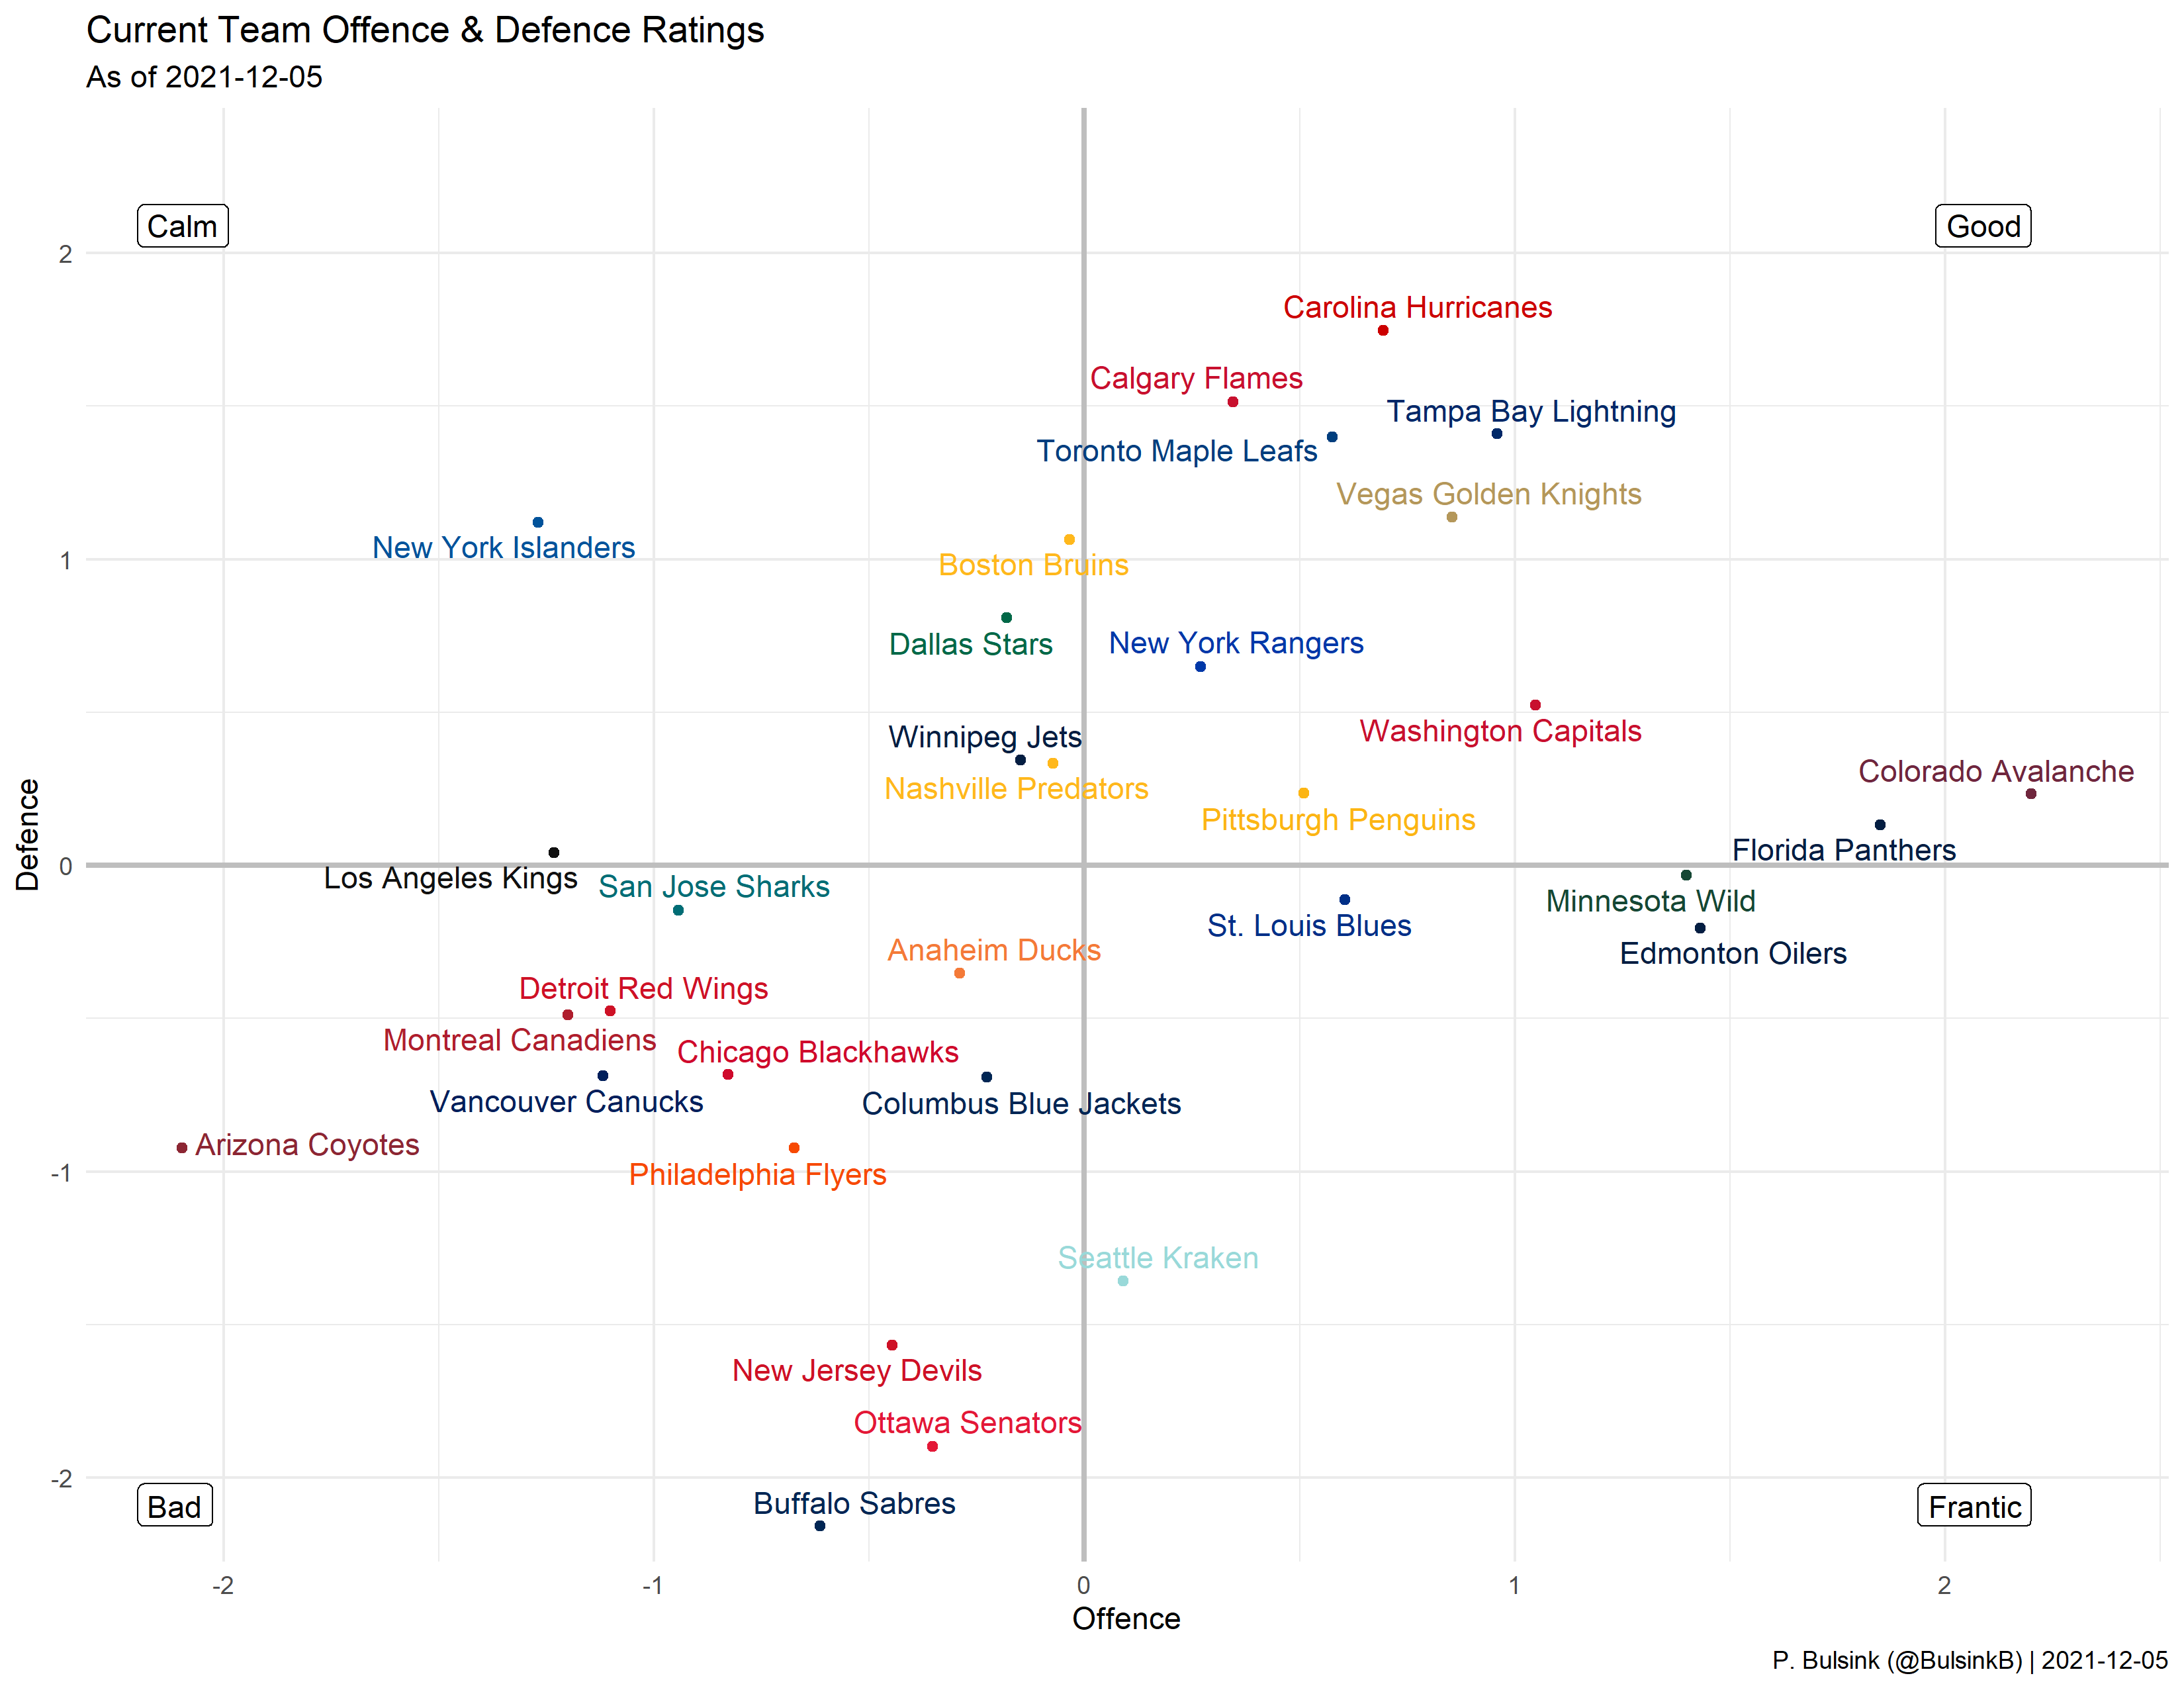 Current Team Offence & Defence Ratings
As of 2021-12-05
Calm
Good
2
Carolina Hurricanes
Calgary Flames
Tampa Bay Lightning
Toronto Maple Leafs
Vegas Golden Knights
New York Islanders
1
Boston Bruins
Dallas Stars
New York Rangers
Washington Capitals
Winnipeg Jets
Nashville Predators
Colorado Avalanche
Pittsburgh Penguins
Florida Panthers
Defence
0
Los Angeles Kings
San Jose Sharks
Minnesota Wild
St. Louis Blues
Anaheim Ducks
Edmonton Oilers
Detroit Red Wings
Montreal Canadiens
Chicago Blackhawks
Vancouver Canucks
Columbus Blue Jackets
Arizona Coyotes
-1
Philadelphia Flyers
Seattle Kraken
New Jersey Devils
Ottawa Senators
-2
Buffalo Sabres
Bad
Frantic
-2
-1
0
1
2
Offence
P. Bulsink (@BulsinkB) | 2021-12-05